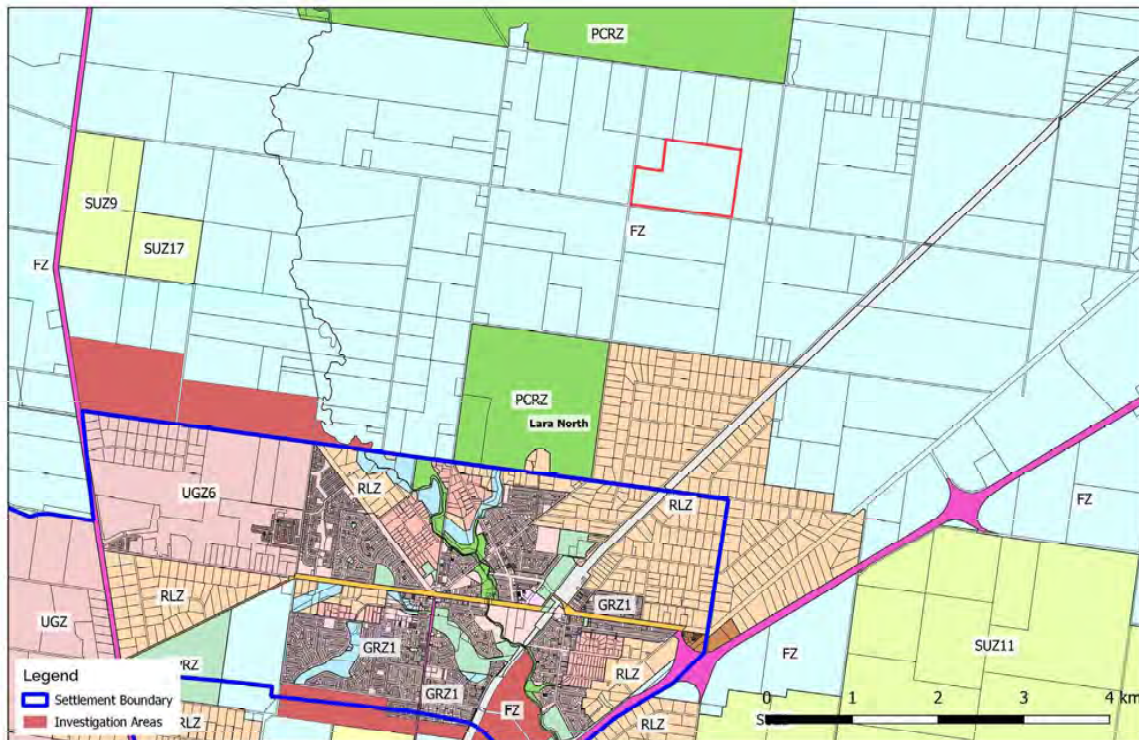 PCRZ
SUZ9
SUZ17
FZ
FZ
PCRZ
Lara North
UGZ6
RLZ
RLZ
FZ
RLZ
GRZ1
UGZ
GRZ1
RLZ
SUZ11
FZ
GRZ1
FZ
RLZ
RLZ
Legend
Settlement Boundary
Investigation Areas
0 1 2 3 4 km